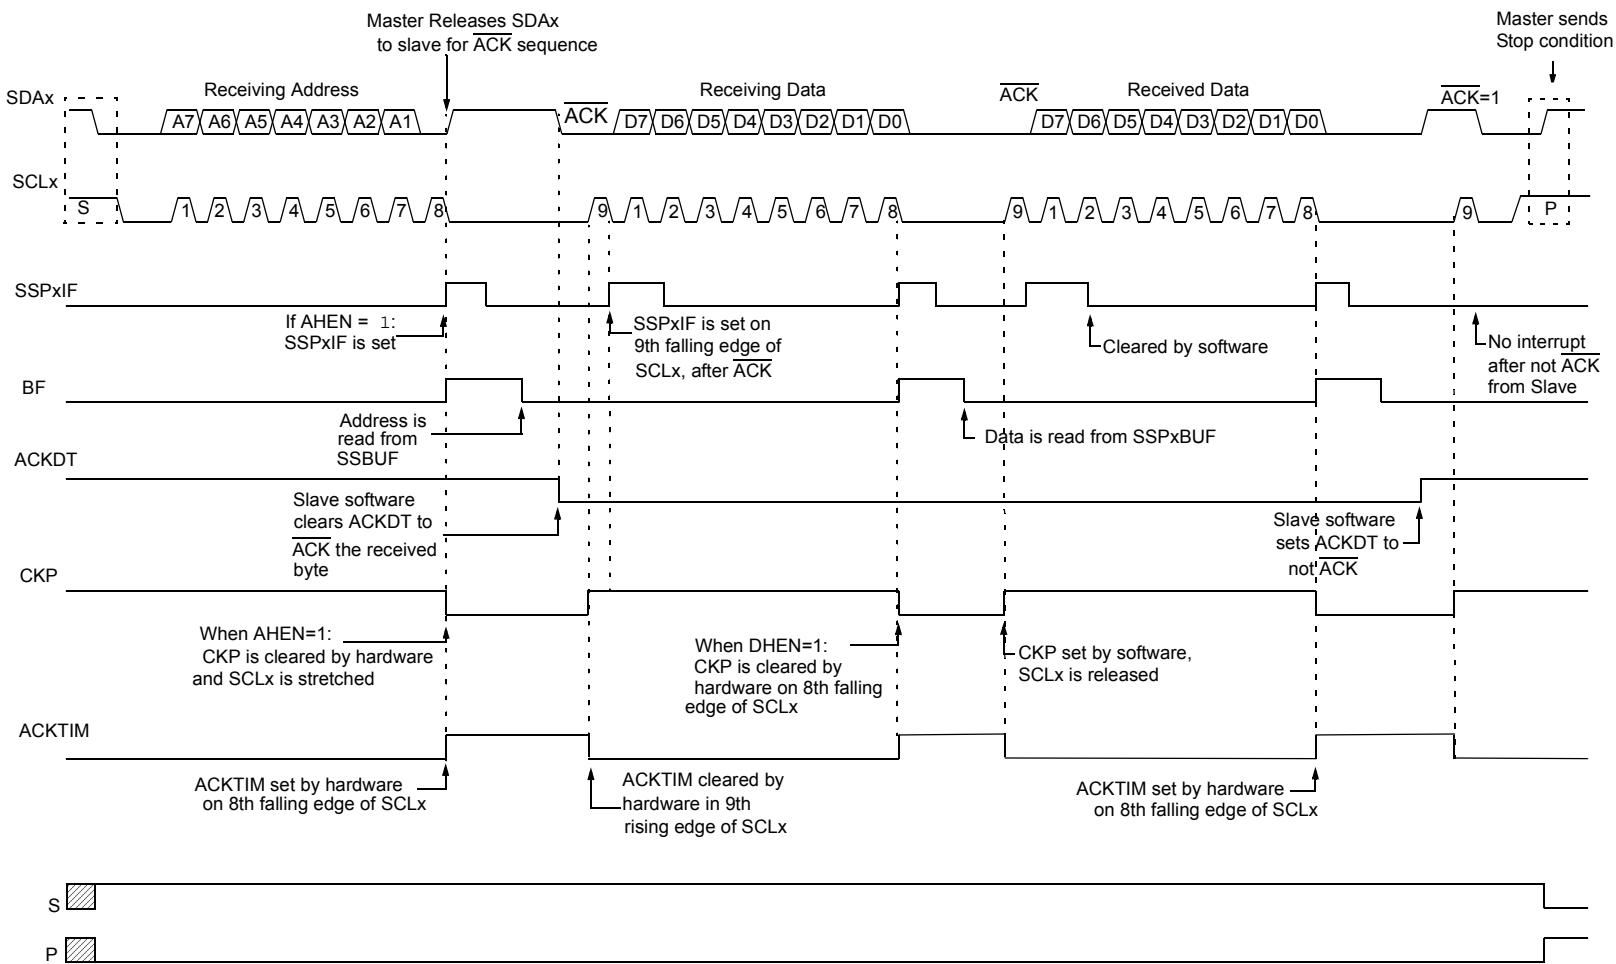 Master Releases SDAx
to slave for ACK sequence
Master sends
Stop condition
SDAx
Receiving Address
Receiving Data
Received Data
A7 A6 A5 A4 A3 A2 A1
ACK
D7 D6 D5 D4 D3 D2 D1 D0
ACK
D7 D6 D5 D4 D3 D2 D1 D0
ACK=1
SCLx
S
1 2 3 4 5 6 7 8
9 1 2 3 4 5 6 7 8
9 1 2 3 4 5 6 7 8
9
P
SSPxIF
If AHEN = 1:
SSPxIF is set
SSPxIF is set on
9th falling edge of
SCLx, after ACK
Cleared by software
No interrupt
after not ACK
from Slave
BF
Address is
read from
SSBUF
Data is read from SSPxBUF
ACKDT
Slave software
clears ACKDT to
ACK the received
byte
Slave software
sets ACKDT to
not ACK
CKP
When AHEN=1:
CKP is cleared by hardware
and SCLx is stretched
When DHEN=1:
CKP is cleared by
hardware on 8th falling
edge of SCLx
CKP set by software,
SCLx is released
ACKTIM
ACKTIM set by hardware
on 8th falling edge of SCLx
ACKTIM cleared by
hardware in 9th
rising edge of SCLx
ACKTIM set by hardware
on 8th falling edge of SCLx
S
P